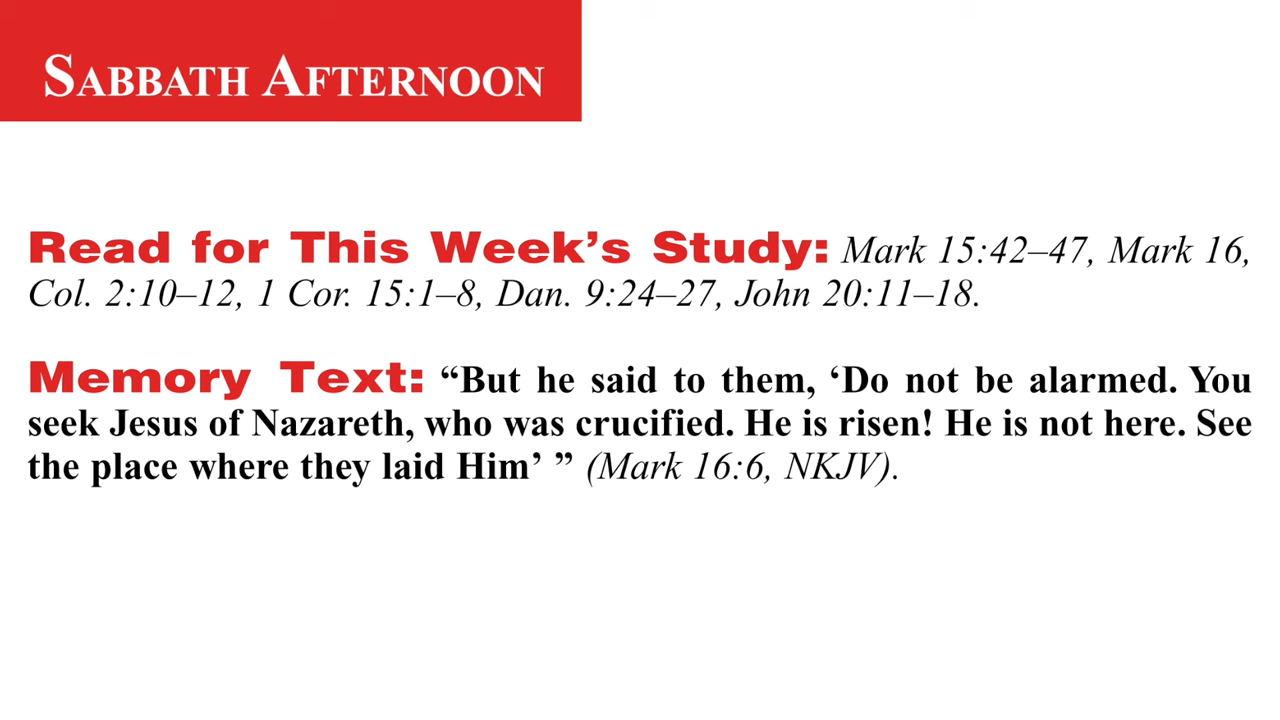 SABBATH AFTERNOON
Read for This Week’s Study: Mark 15:42–47, Mark 16,
Col. 2:10–12, 1 Cor. 15:1–8, Dan. 9:24–27, John 20:11–18.
Memory Text: “But he said to them, ‘Do not be alarmed. You
seek Jesus of Nazareth, who was crucified. He is risen! He is not here. See
the place where they laid Him’ ” (Mark 16:6, NKJV).